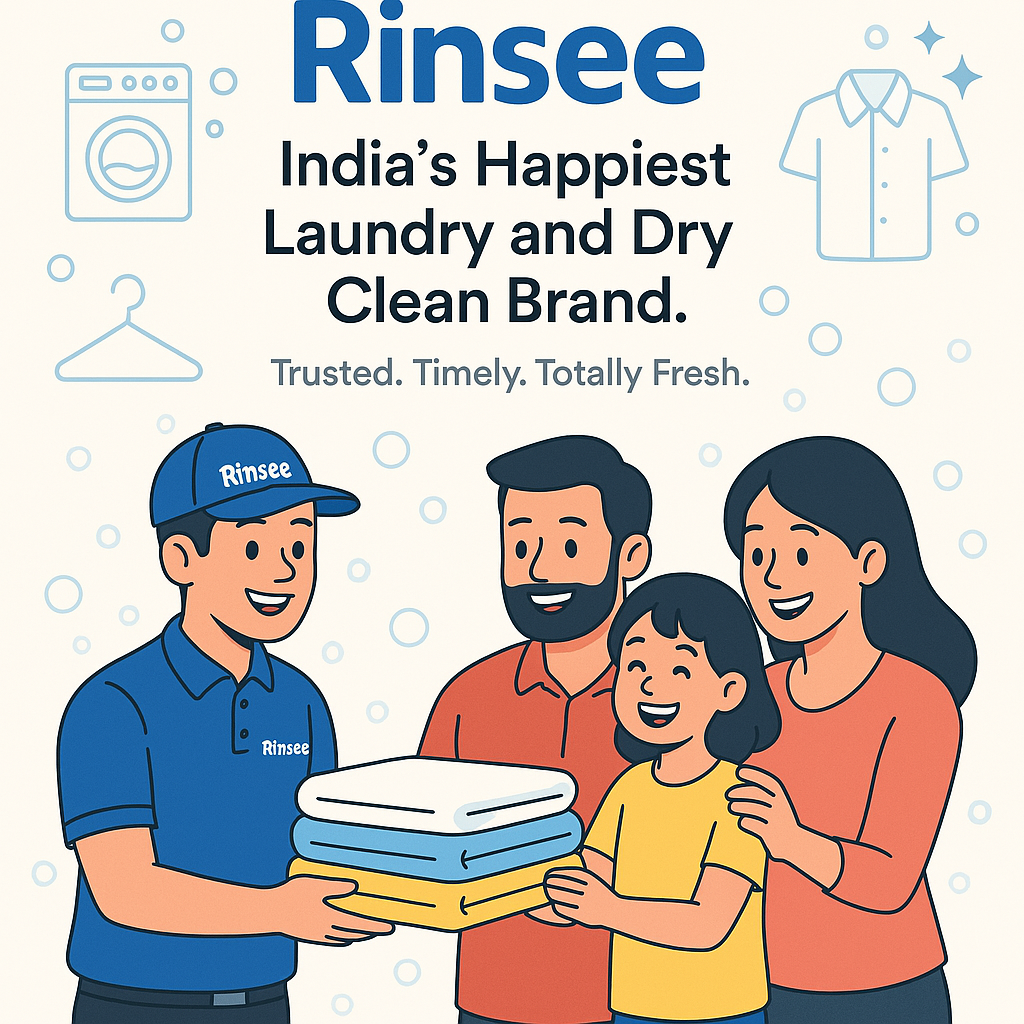 Rinsee
India's Happiest
Laundry and Dry
Clean Brand.
Trusted. Timely. Totally Fresh.
Rinsee
Rinsee